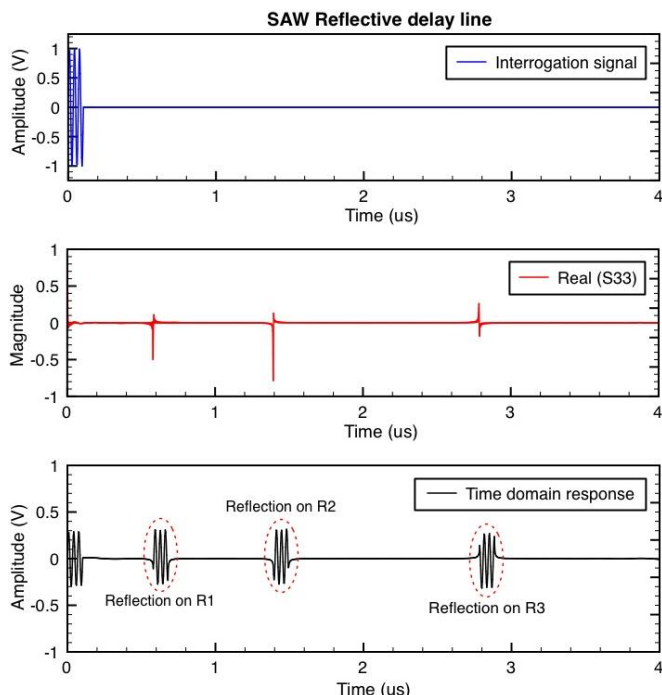 SAW Reflective delay line
Amplitude (V)
1
0.5
0
-0.5
-1
Interrogation signal
0 1 2 3 4
Time (us)
Magnitude
1
0.5
0
-0.5
-1
Real (S33)
0 1 2 3 4
Time (us)
Amplitude (V)
1
0.5
0
-0.5
-1
Time domain response
Reflection on R2
Reflection on R1
Reflection on R3
0 1 2 3 4
Time (us)